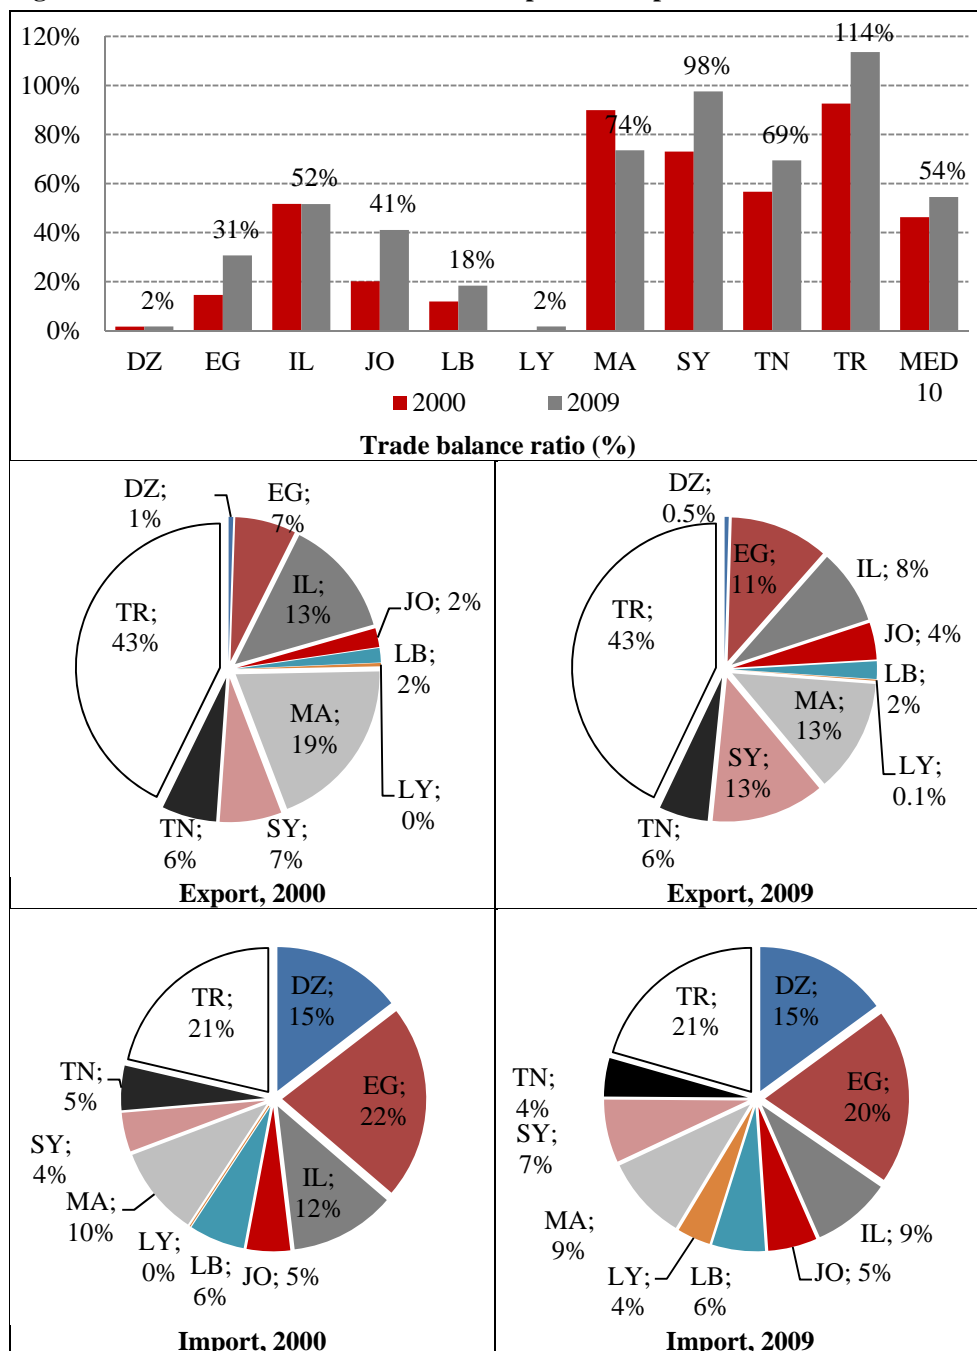 120%
100%
80%
60%
40%
20%
0%
2%
31%
52%
41%
18%
2%
74%
98%
69%
114%
54%
DZ EG IL JO LB LY MA SY TN TR MED
10
2000 2009
Trade balance ratio (%)
DZ;
1%
EG;
7%
IL;
13%
JO; 2%
LB;
2%
LY;
0%
MA;
19%
SY;
7%
TN;
6%
TR;
43%
Export, 2000
DZ;
0.5%
EG;
11%
IL; 8%
JO; 4%
LB;
2%
LY;
0.1%
MA;
13%
SY;
13%
TN;
6%
TR;
43%
Export, 2009
DZ;
15%
EG;
22%
IL;
12%
JO; 5%
LB;
6%
LY;
0%
MA;
10%
SY;
4%
TN;
5%
TR;
21%
Import, 2000
DZ;
15%
EG;
20%
IL; 9%
JO; 5%
LB;
6%
LY;
4%
MA;
9%
SY;
7%
TN;
4%
TR;
21%
Import, 2009